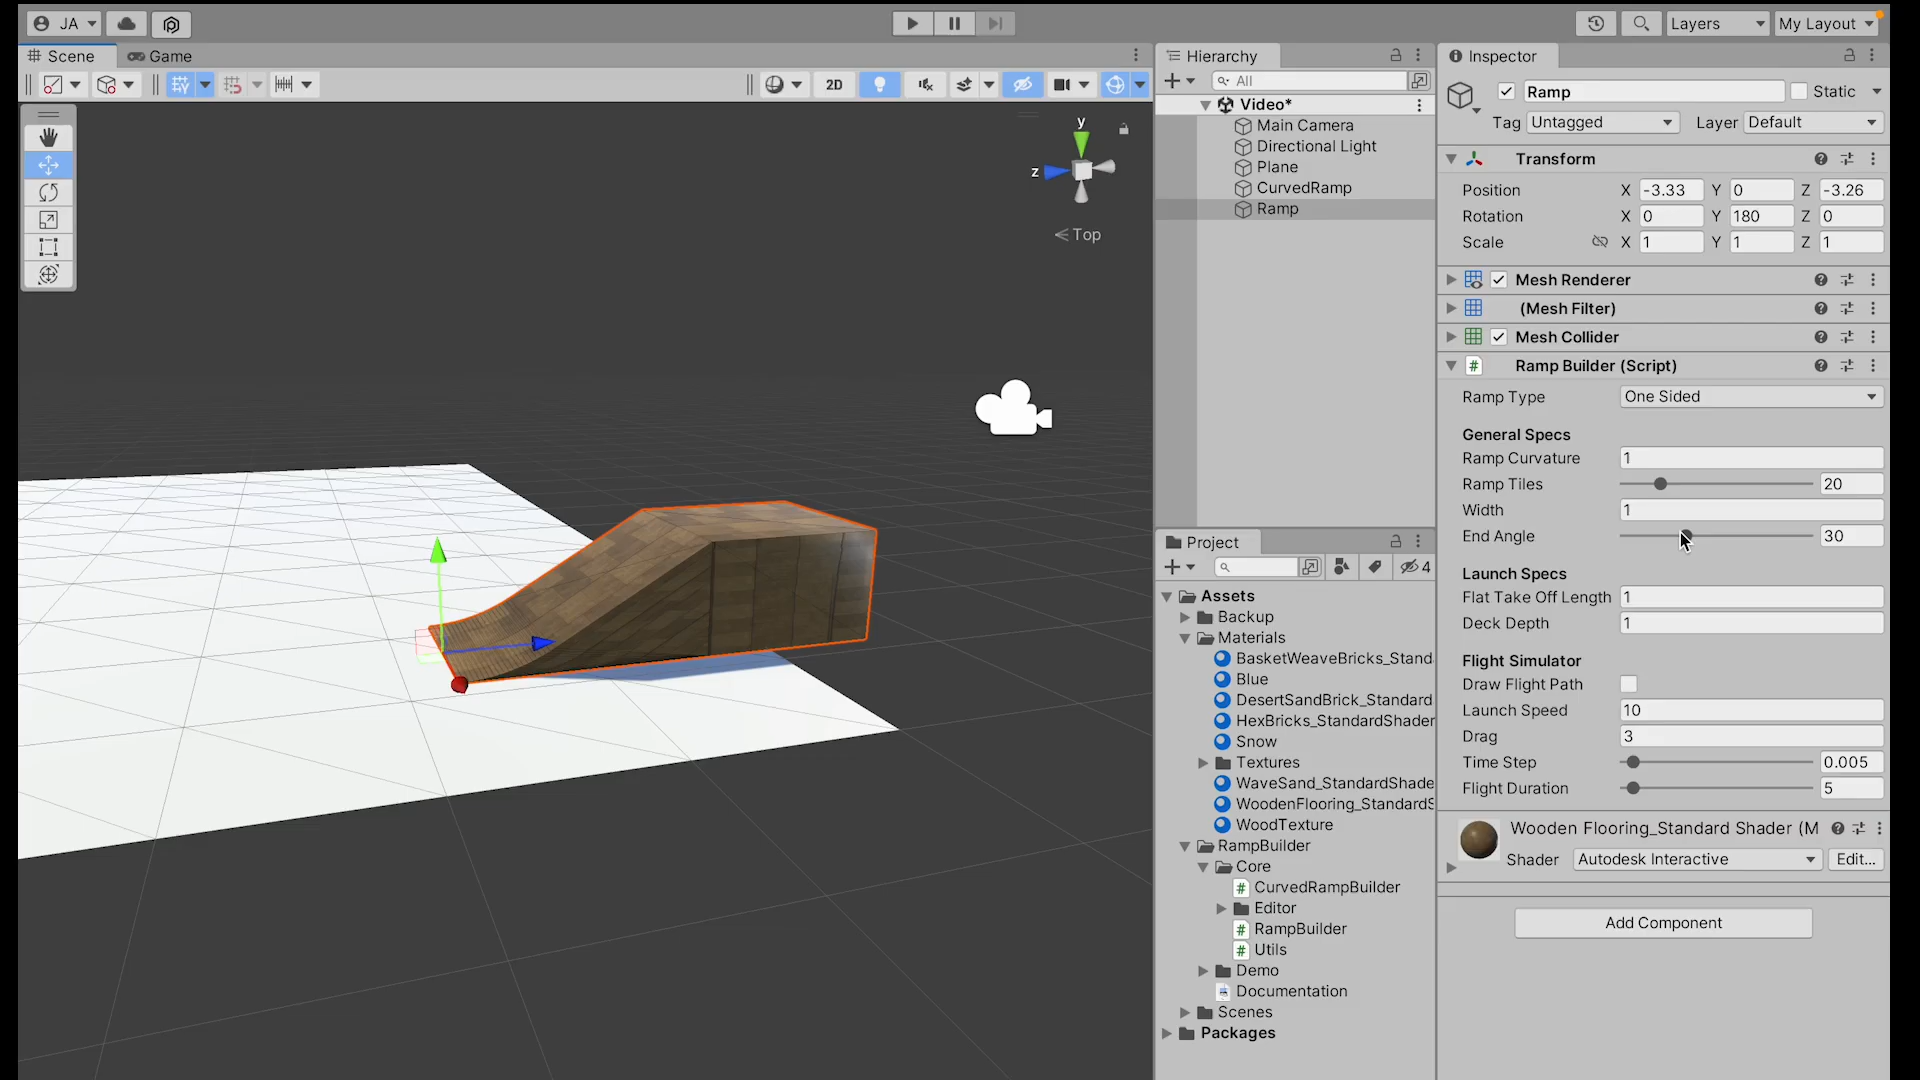 JA
Layers
My Layout
Scene
Game
2D
y
z
Top
Hierarchy
All
Video*
Main Camera
Directional Light
Plane
CurvedRamp
Ramp
Project
4
Assets
Backup
Materials
BasketWeaveBricks_Stand
Blue
DesertSandBrick_Standard
HexBricks_StandardShader
Snow
Textures
WaveSand_StandardShade
WoodenFlooring_StandardS
WoodTexture
RampBuilder
Core
CurvedRampBuilder
Editor
RampBuilder
Utils
Demo
Documentation
Scenes
Packages
Inspector
Ramp
Static
Tag Untagged Layer Default
Transform
Position X -3.33 Y 0 Z -3.26
Rotation X 0 Y 180 Z 0
Scale X 1 Y 1 Z 1
Mesh Renderer
(Mesh Filter)
Mesh Collider
# Ramp Builder (Script)
Ramp Type One Sided
General Specs
Ramp Curvature 1
Ramp Tiles 20
Width 1
End Angle 30
Launch Specs
Flat Take Off Length 1
Deck Depth 1
Flight Simulator
Draw Flight Path
Launch Speed 10
Drag 3
Time Step 0.005
Flight Duration 5
Wooden Flooring_Standard Shader (M
Shader Autodesk Interactive Edit...
Add Component